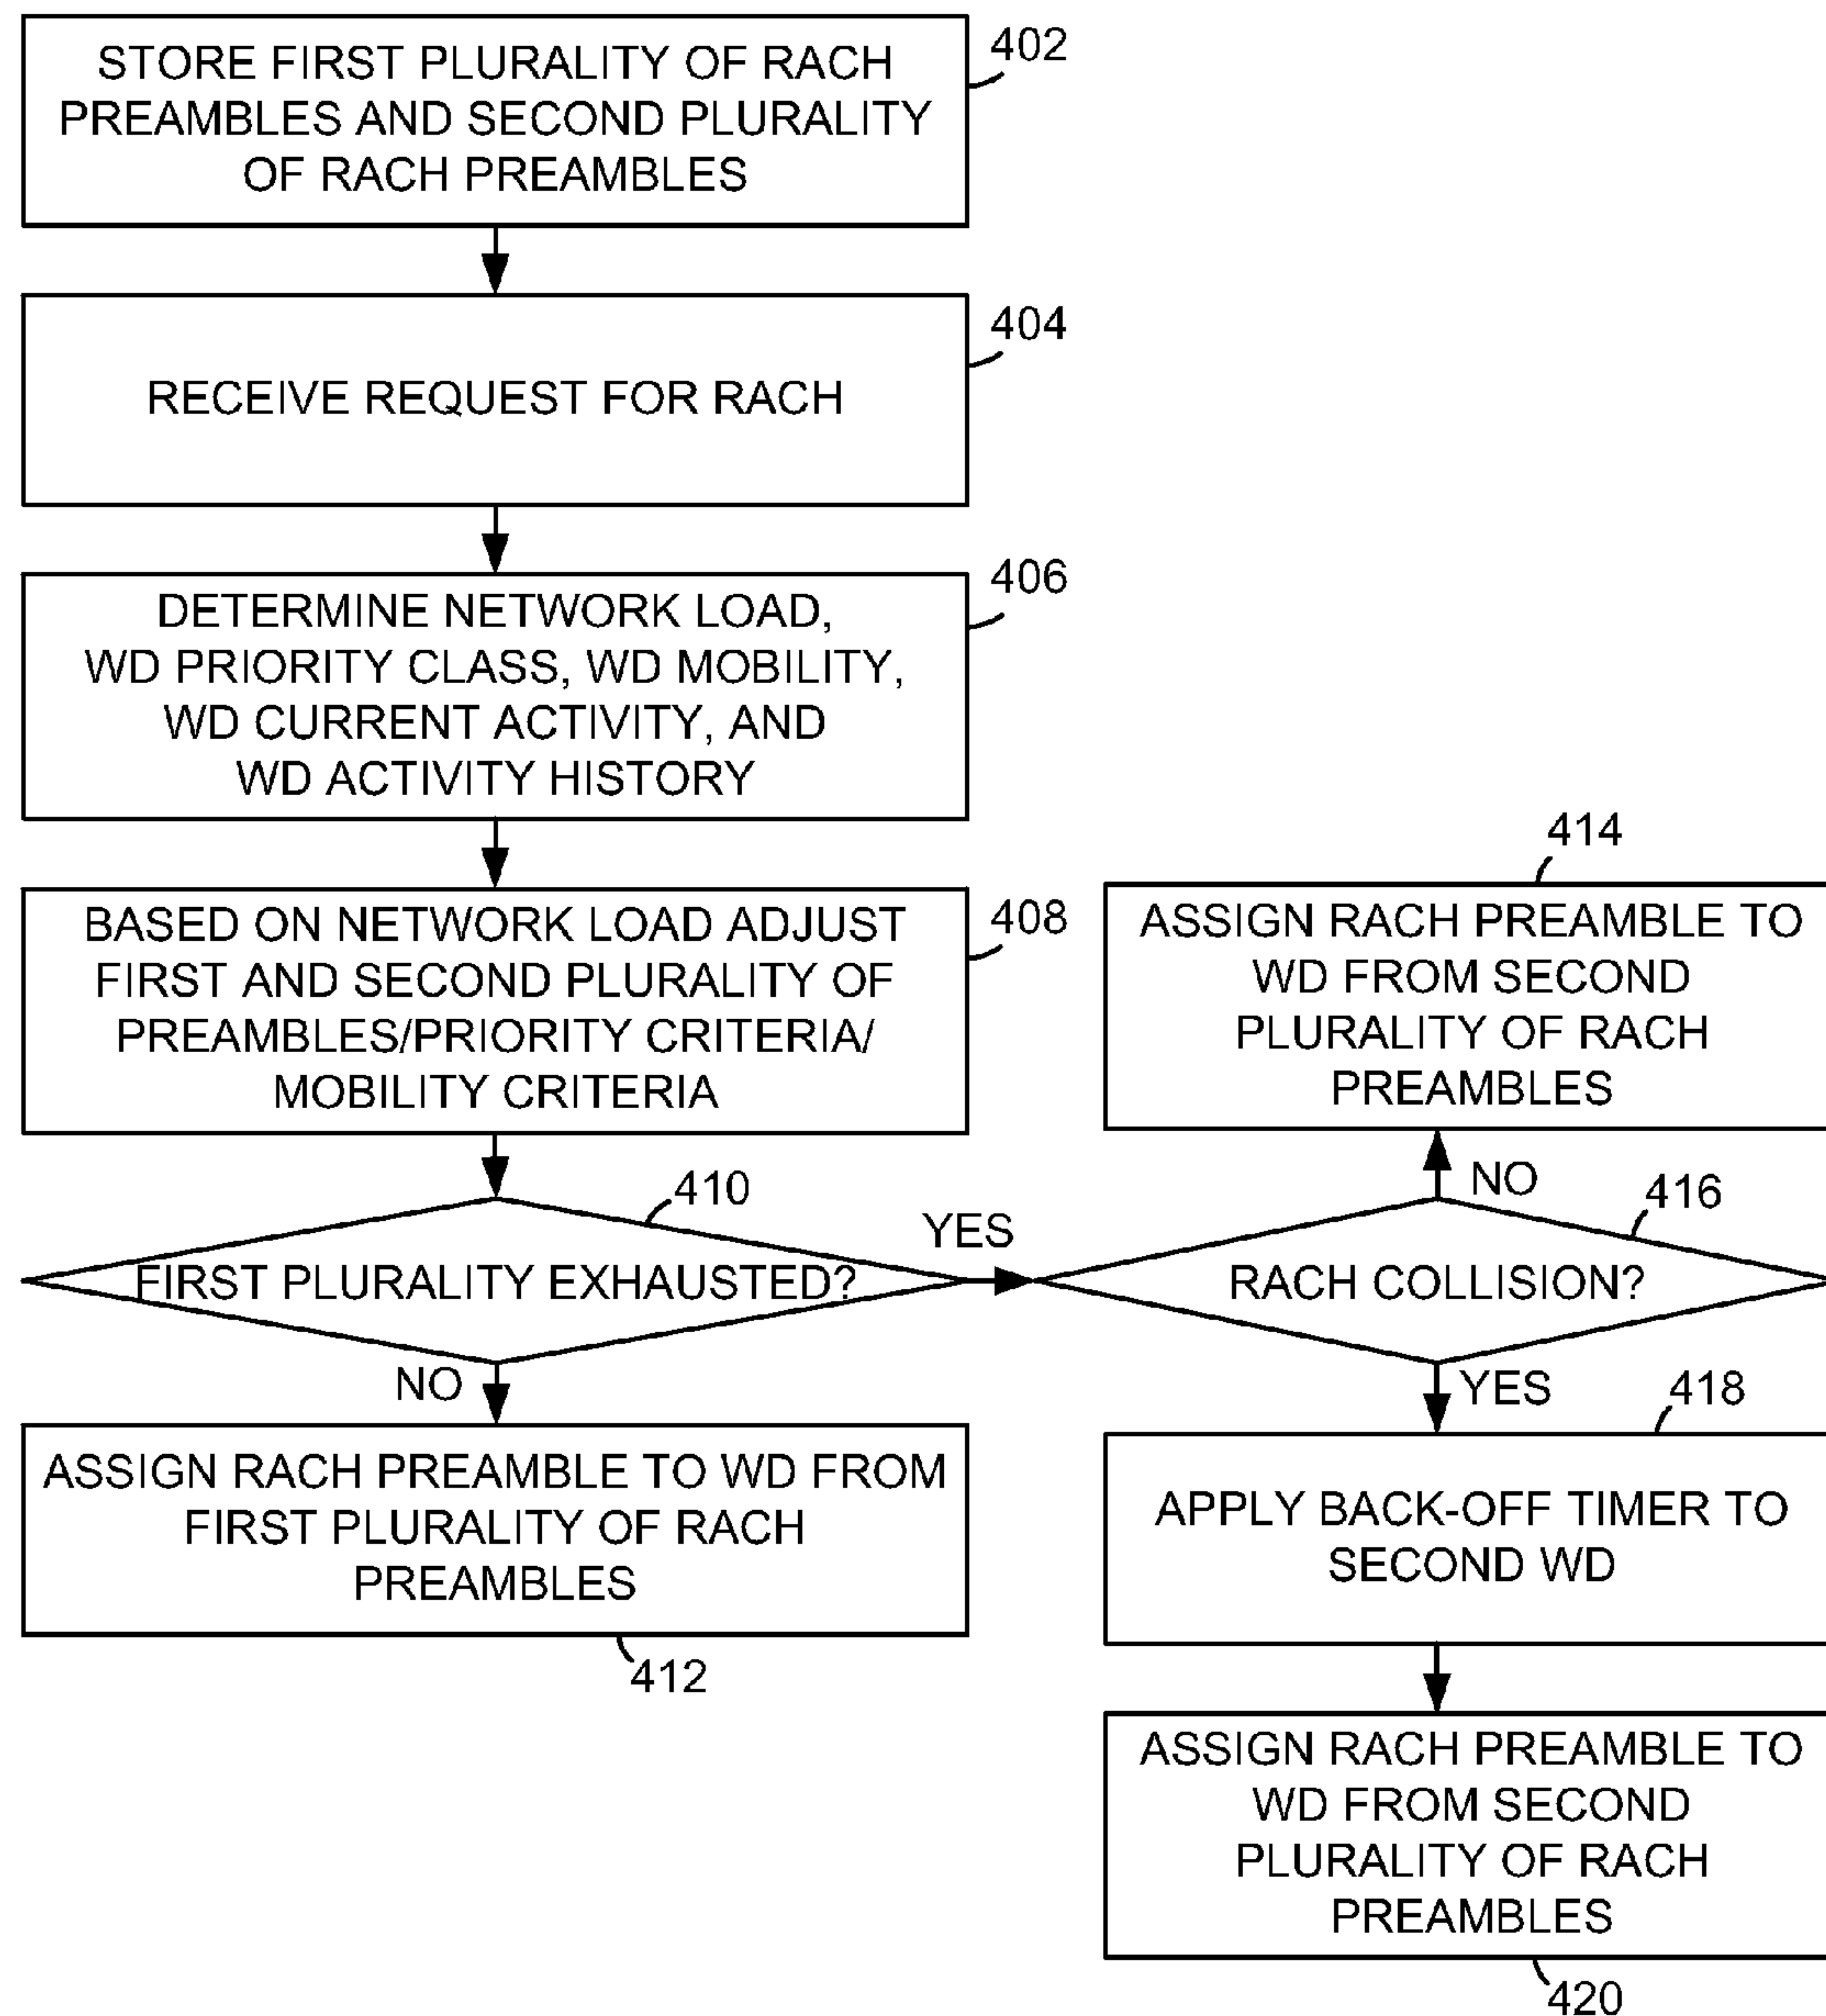 STORE FIRST PLURALITY OF RACH
PREAMBLES AND SECOND PLURALITY
OF RACH PREAMBLES
402
RECEIVE REQUEST FOR RACH
404
DETERMINE NETWORK LOAD,
WD PRIORITY CLASS, WD MOBILITY,
WD CURRENT ACTIVITY, AND
WD ACTIVITY HISTORY
406
BASED ON NETWORK LOAD ADJUST
FIRST AND SECOND PLURALITY OF
PREAMBLES/PRIORITY CRITERIA/
MOBILITY CRITERIA
408
FIRST PLURALITY EXHAUSTED?
410
YES
NO
ASSIGN RACH PREAMBLE TO WD FROM
FIRST PLURALITY OF RACH
PREAMBLES
412
414
ASSIGN RACH PREAMBLE TO
WD FROM SECOND
PLURALITY OF RACH
PREAMBLES
NO
416
RACH COLLISION?
YES
418
APPLY BACK-OFF TIMER TO
SECOND WD
ASSIGN RACH PREAMBLE TO
WD FROM SECOND
PLURALITY OF RACH
PREAMBLES
420